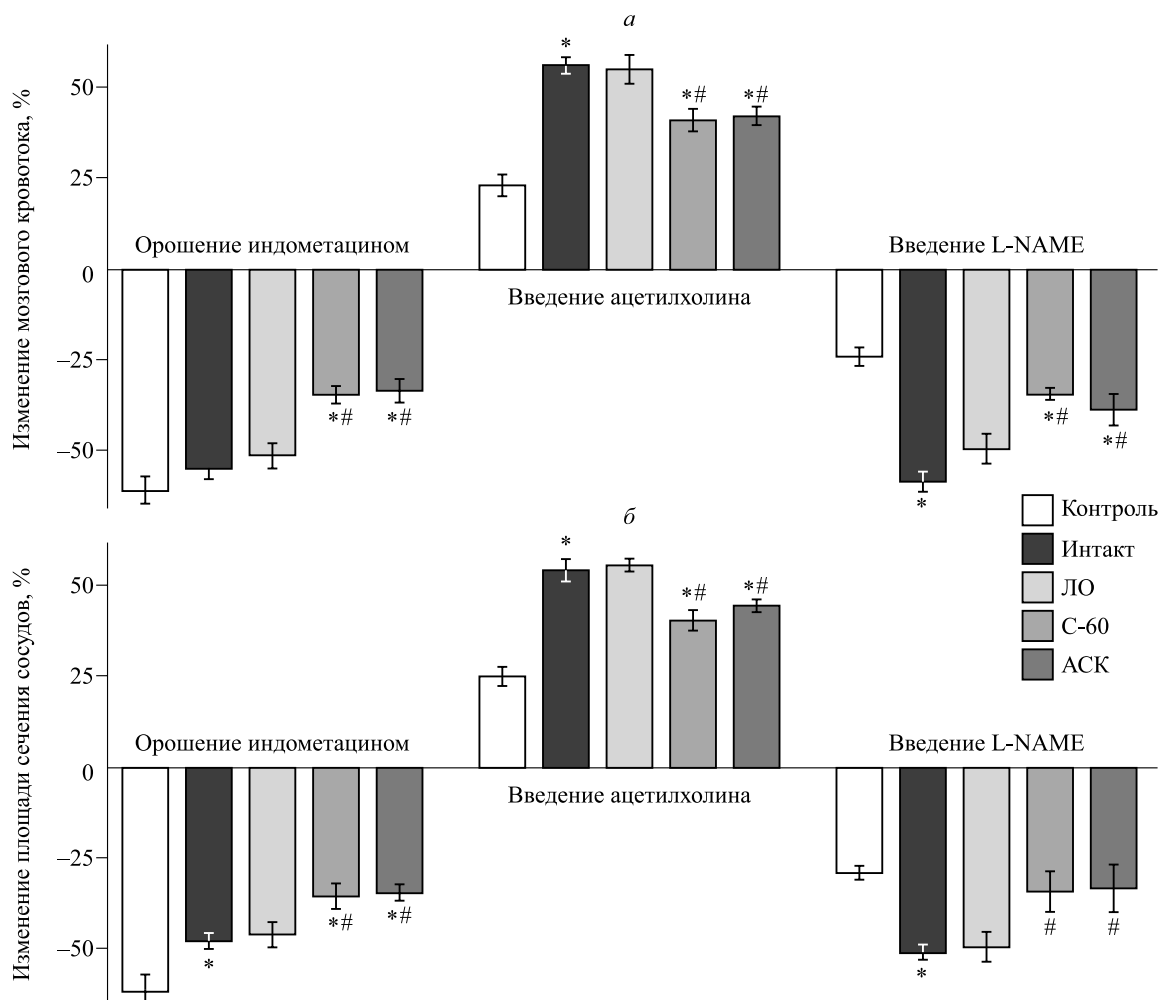 а
Изменение мозгового кровотока, %
50
25
0
–25
–50
*
*#
*#
Орошение индометацином
Введение ацетилхолина
Введение L-NAME
*#
*#
*
*#
*#
Контроль
Интакт
ЛО
С-60
АСК
б
Изменение площади сечения сосудов, %
50
25
0
–25
–50
*
*#
*#
Орошение индометацином
Введение ацетилхолина
Введение L-NAME
*
*#
*#
*
#
#